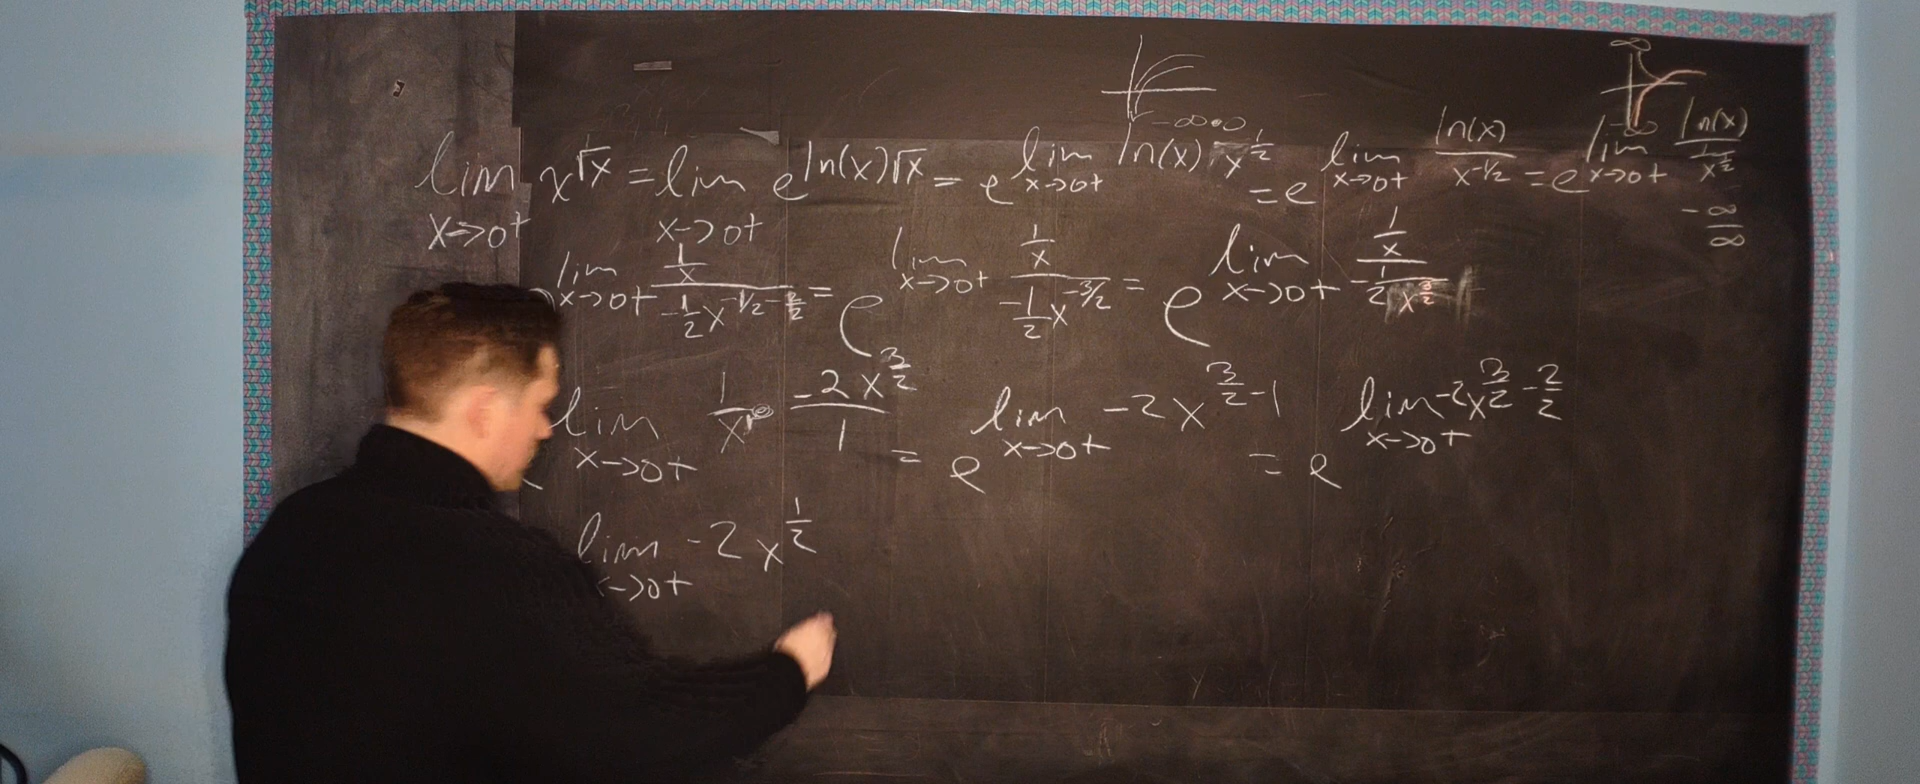 ∞
-∞·0 -∞
lim x→0+ x^√x = lim x→0+ e^{ln(x)√x} = e^{lim x→0+ ln(x) x^{1/2}} = e^{lim x→0+ ln(x)/x^{-1/2}} = e^{lim x→0+ ln(x)/(1/x^{1/2})}
-∞/∞
lim x→0+ (1/x)/(-1/2 x^{-1/2-2/2}) = e^{lim x→0+ (1/x)/(-1/2 x^{-3/2})} = e^{lim x→0+ (1/x)/(-1/2 x^{3/2})}
e^{lim x→0+ 1/x · -2x^{3/2}/1} = e^{lim x→0+ -2x^{3/2-1}} = e^{lim x→0+ -2x^{3/2-2/2}}
lim x→0+ -2x^{1/2}